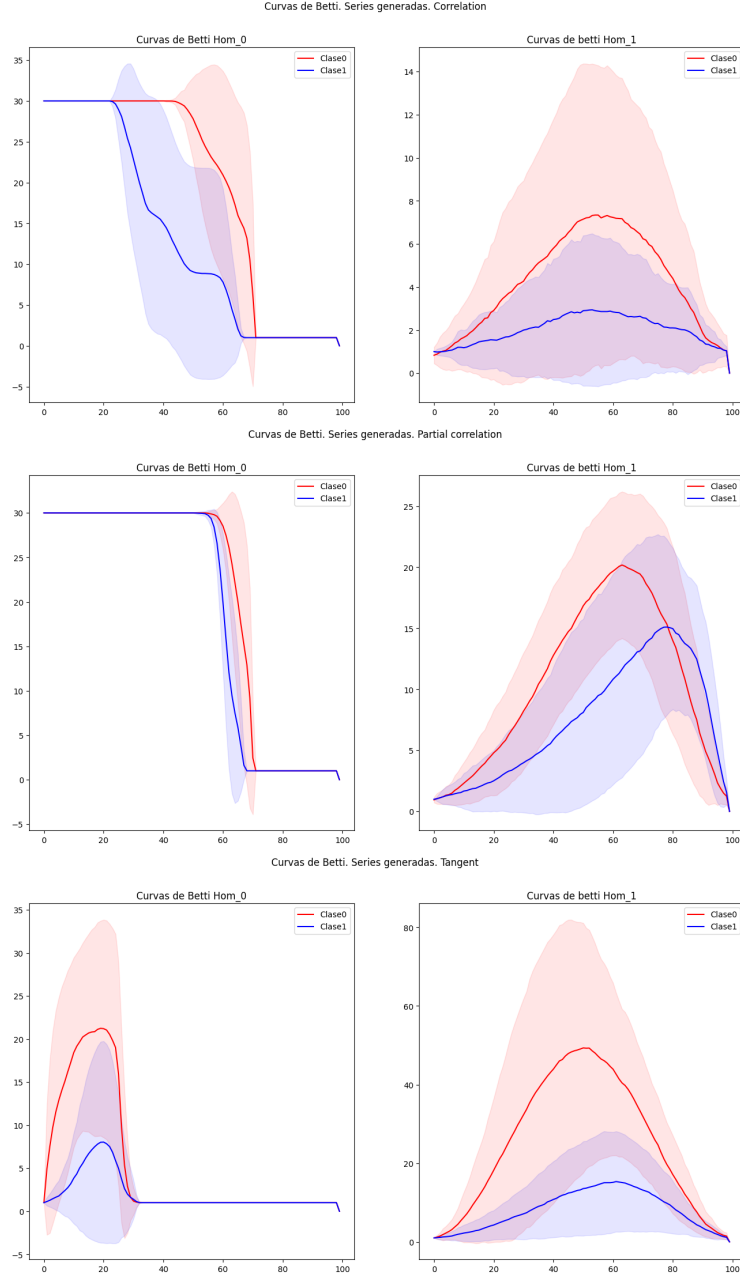 Curvas de Betti. Series generadas. Correlation
Curvas de Betti Hom_0
Curvas de betti Hom_1
35
30
25
20
15
10
5
0
−5
0 20 40 60 80 100
Clase0
Clase1
14
12
10
8
6
4
2
0
0 20 40 60 80 100
Clase0
Clase1
Curvas de Betti. Series generadas. Partial correlation
Curvas de Betti Hom_0
Curvas de betti Hom_1
30
25
20
15
10
5
0
−5
0 20 40 60 80 100
Clase0
Clase1
25
20
15
10
5
0
0 20 40 60 80 100
Clase0
Clase1
Curvas de Betti. Series generadas. Tangent
Curvas de Betti Hom_0
Curvas de betti Hom_1
35
30
25
20
15
10
5
0
−5
0 20 40 60 80 100
Clase0
Clase1
80
60
40
20
0
0 20 40 60 80 100
Clase0
Clase1